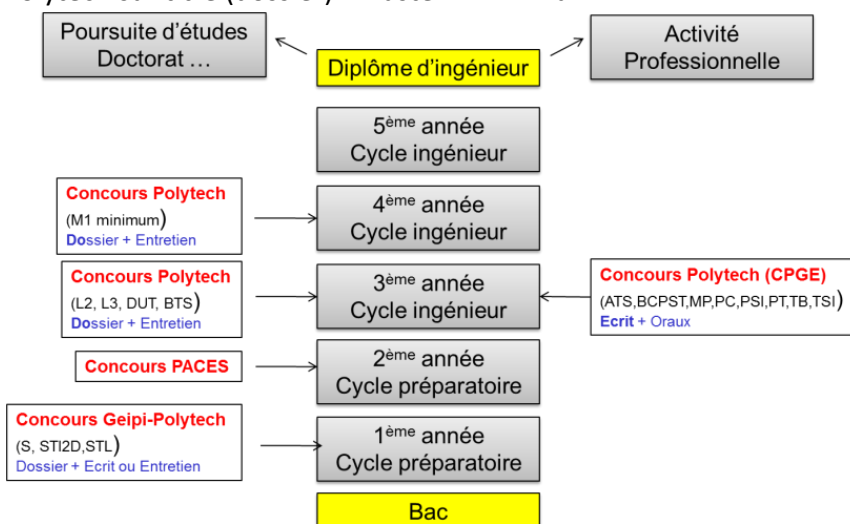 Poursuite d'études
Doctorat …
Diplôme d'ingénieur
Activité
Professionnelle
5ème année
Cycle ingénieur
Concours Polytech
(M1 minimum)
Dossier + Entretien
4ème année
Cycle ingénieur
Concours Polytech
(L2, L3, DUT, BTS)
Dossier + Entretien
3ème année
Cycle ingénieur
Concours Polytech (CPGE)
(ATS,BCPST,MP,PC,PSI,PT,TB,TSI)
Ecrit + Oraux
Concours PACES
2ème année
Cycle préparatoire
Concours Geipi-Polytech
(S, STI2D,STL)
Dossier + Ecrit ou Entretien
1ème année
Cycle préparatoire
Bac